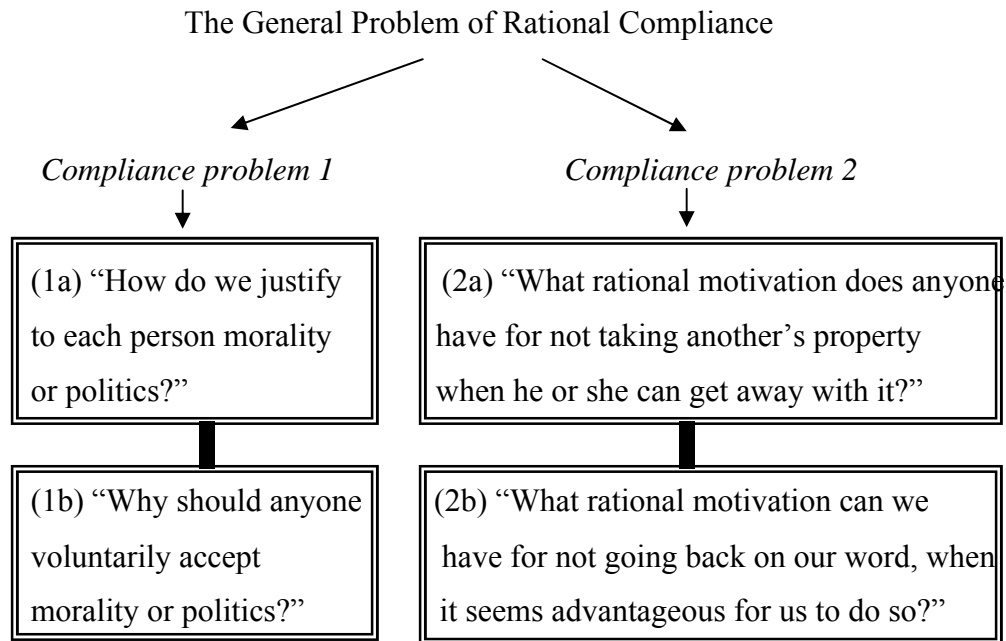 The General Problem of Rational Compliance
Compliance problem 1
Compliance problem 2
(1a) “How do we justify
to each person morality
or politics?”
(2a) “What rational motivation does anyone
have for not taking another’s property
when he or she can get away with it?”
(1b) “Why should anyone
voluntarily accept
morality or politics?”
(2b) “What rational motivation can we
have for not going back on our word, when
it seems advantageous for us to do so?”